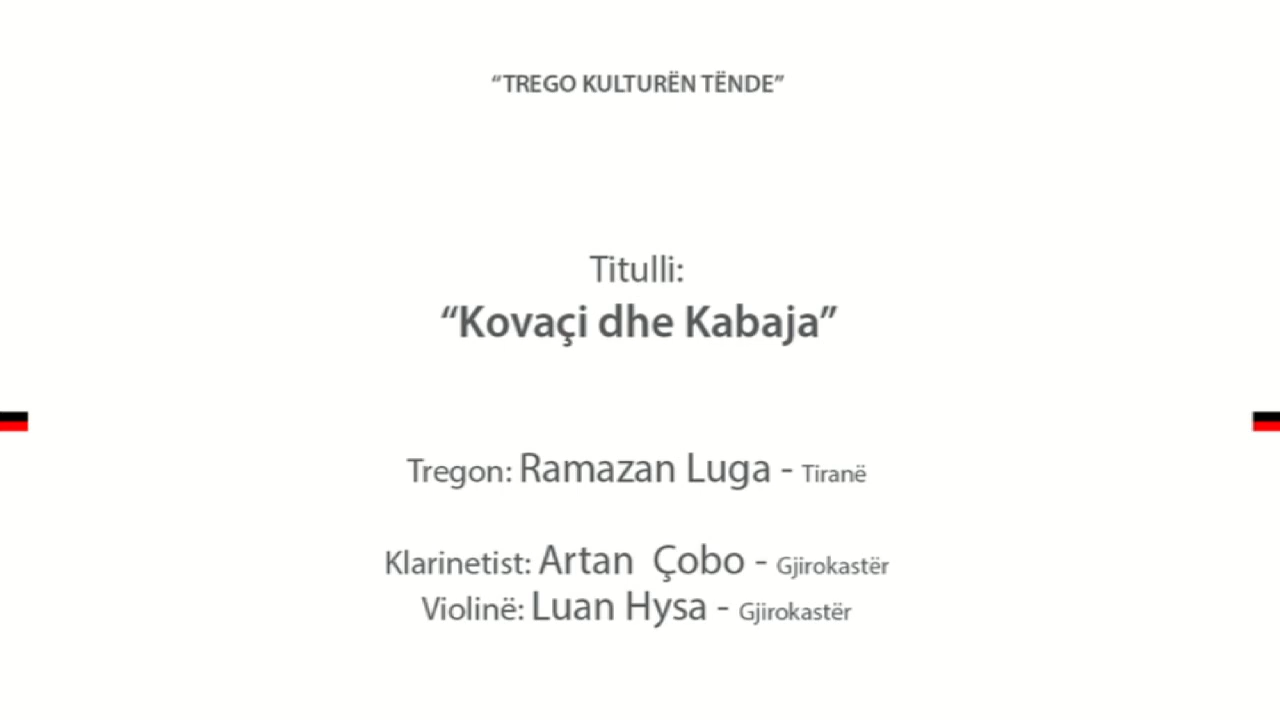 “TREGO KULTURËN TËNDE”
Titulli:
“Kovaçi dhe Kabaja”
Tregon: Ramazan Luga - Tiranë
Klarinetist: Artan Çobo - Gjirokastër
Violinë: Luan Hysa - Gjirokastër